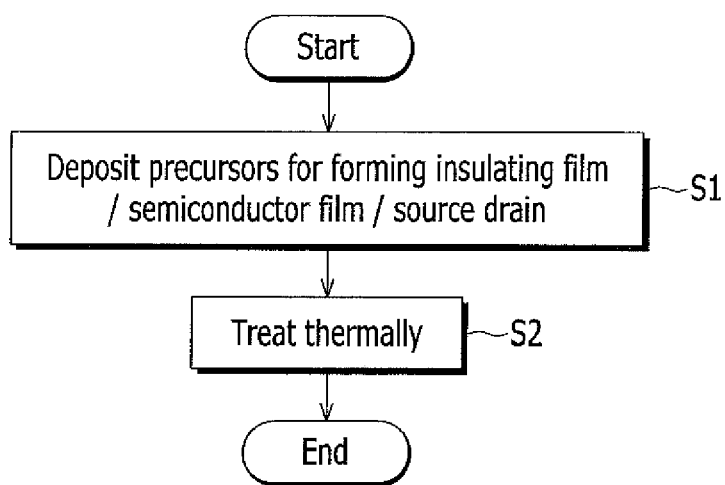 Start
Deposit precursors for forming insulating film
/ semiconductor film / source drain
S1
Treat thermally
S2
End